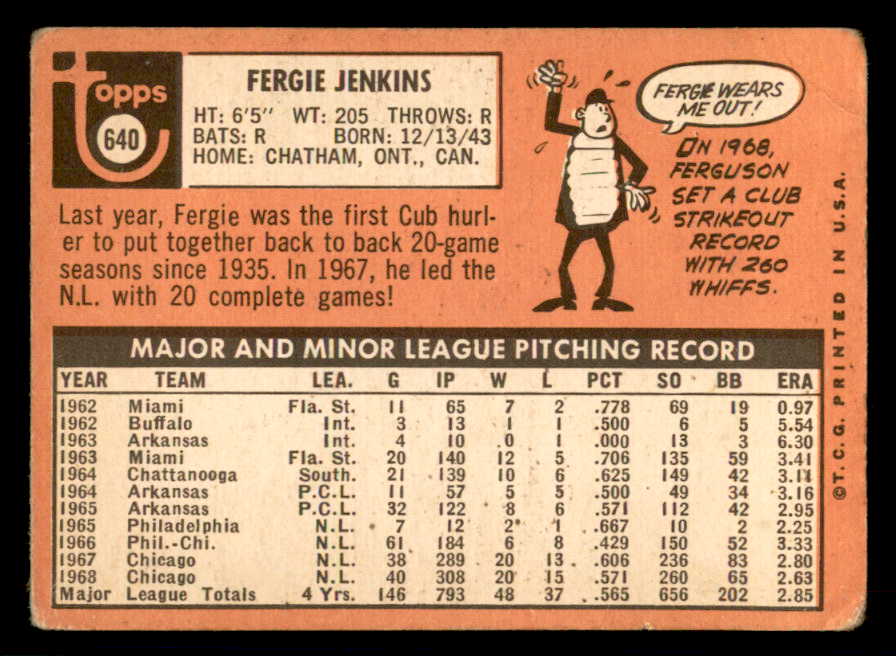 topps
640
FERGIE JENKINS
HT: 6'5" WT: 205 THROWS: R
BATS: R BORN: 12/13/43
HOME: CHATHAM, ONT., CAN.
Last year, Fergie was the first Cub hurl-
er to put together back to back 20-game
seasons since 1935. In 1967, he led the
N.L. with 20 complete games!
FERGIE WEARS
ME OUT!
ON 1968,
FERGUSON
SET A CLUB
STRIKEOUT
RECORD
WITH 260
WHIFFS.
MAJOR AND MINOR LEAGUE PITCHING RECORD
YEAR TEAM LEA. G IP W L PCT SO BB ERA
1962 Miami Fla. St. 11 65 7 2 .778 69 19 0.97
1962 Buffalo Int. 3 13 1 1 .500 6 5 5.54
1963 Arkansas Int. 4 10 0 1 .000 13 3 6.30
1963 Miami Fla. St. 20 140 12 5 .706 135 59 3.41
1964 Chattanooga South. 21 139 10 6 .625 149 42 3.11
1964 Arkansas P.C.L. 11 57 5 5 .500 49 34 3.16
1965 Arkansas P.C.L. 32 122 8 6 .571 112 42 2.95
1965 Philadelphia N.L. 7 12 2 1 .667 10 2 2.25
1966 Phil.-Chi. N.L. 61 184 6 8 .429 150 52 3.33
1967 Chicago N.L. 38 289 20 13 .606 236 83 2.80
1968 Chicago N.L. 40 308 20 15 .571 260 65 2.63
Major League Totals 4 Yrs. 146 793 48 37 .565 656 202 2.85
©T.C.G. PRINTED IN U.S.A.